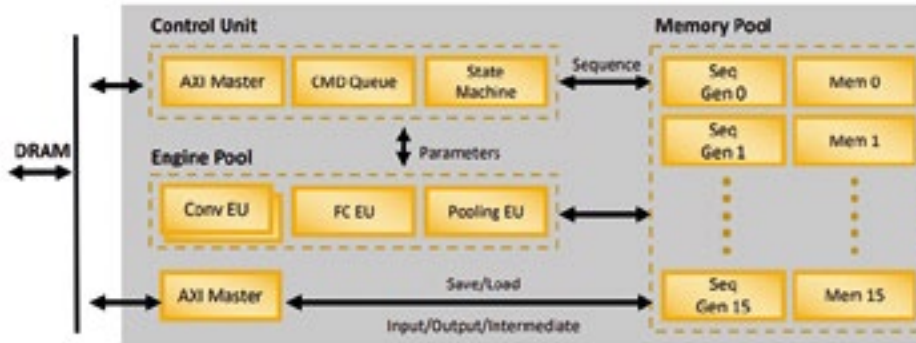 Control Unit
Memory Pool
AXI Master
CMD Queue
State
Machine
Sequence
Seq
Gen 0
Mem 0
DRAM
Engine Pool
Parameters
Seq
Gen 1
Mem 1
Conv EU
FC EU
Pooling EU
AXI Master
Save/Load
Input/Output/Intermediate
Seq
Gen 15
Mem 15